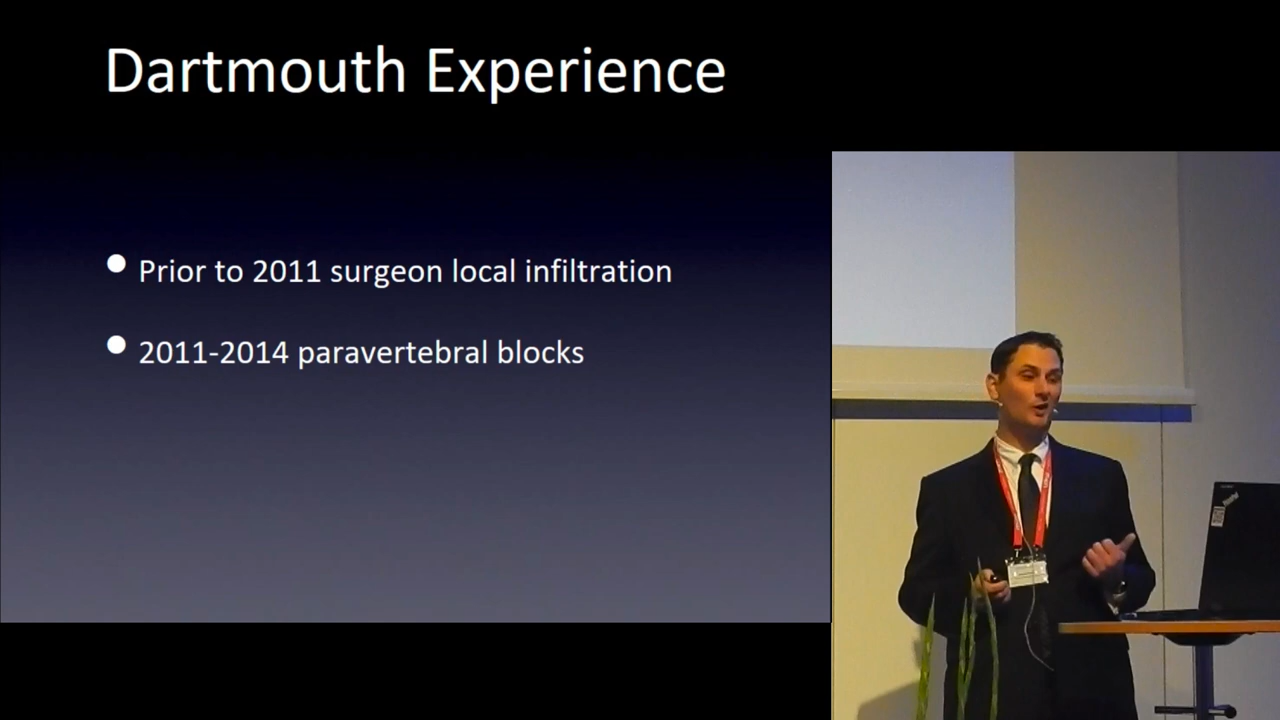 Dartmouth Experience
• Prior to 2011 surgeon local infiltration
• 2011-2014 paravertebral blocks